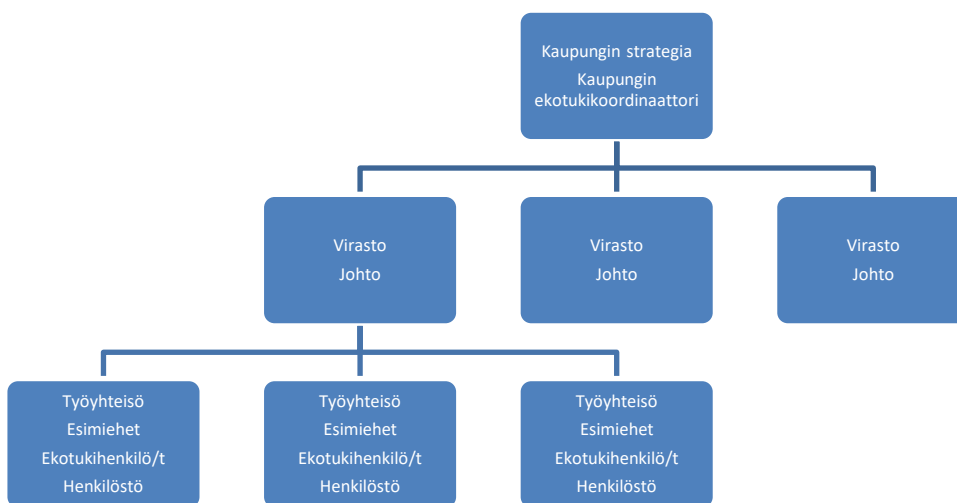 Kaupungin strategia
Kaupungin
ekotukikoordinaattori
Virasto
Johto
Virasto
Johto
Virasto
Johto
Työyhteisö
Esimiehet
Ekotukihenkilö/t
Henkilöstö
Työyhteisö
Esimiehet
Ekotukihenkilö/t
Henkilöstö
Työyhteisö
Esimiehet
Ekotukihenkilö/t
Henkilöstö